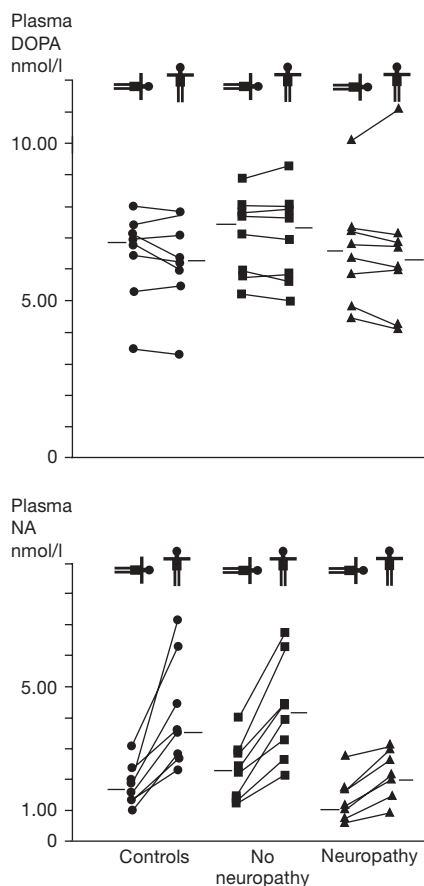 Plasma
DOPA
nmol/l
10.00
5.00
0
Plasma
NA
nmol/l
5.00
1.00
0
Controls
No
neuropathy
Neuropathy